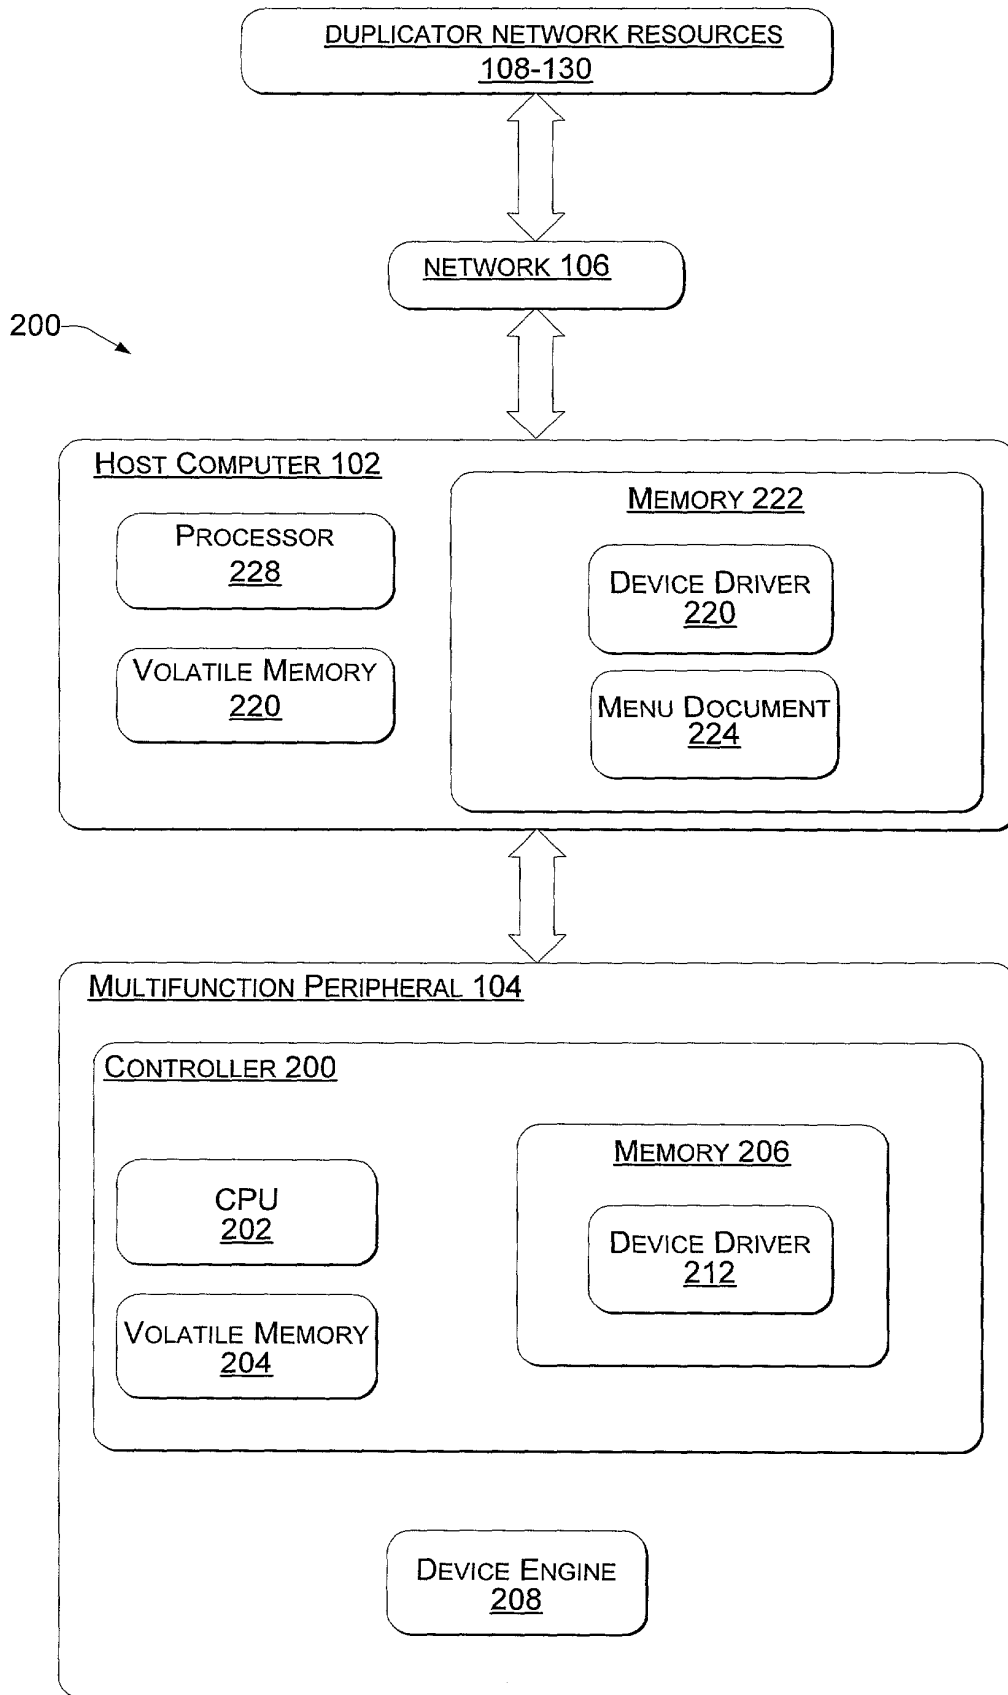 DUPLICATOR NETWORK RESOURCES
108-130
NETWORK 106
200
HOST COMPUTER 102
PROCESSOR
228
VOLATILE MEMORY
220
MEMORY 222
DEVICE DRIVER
220
MENU DOCUMENT
224
MULTIFUNCTION PERIPHERAL 104
CONTROLLER 200
CPU
202
VOLATILE MEMORY
204
MEMORY 206
DEVICE DRIVER
212
DEVICE ENGINE
208